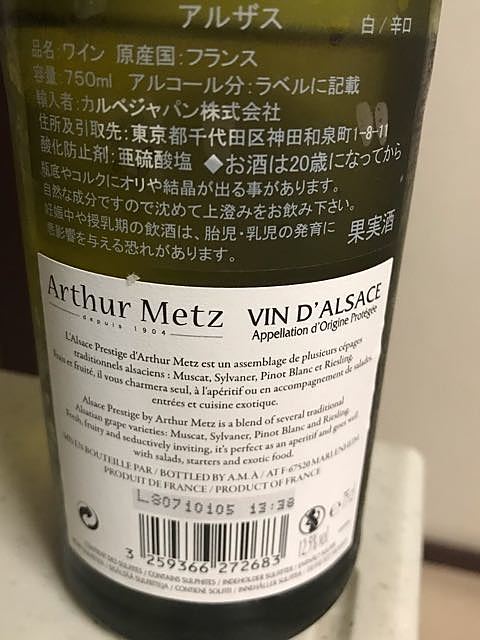 アルザス
白/辛口
品名:ワイン 原産国:フランス
容量:750ml アルコール分:ラベルに記載
輸入者:カルベジャパン株式会社
住所及引取先:東京都千代田区神田和泉町1-8-11
酸化防止剤:亜硫酸塩 ◆お酒は20歳になってから
瓶底やコルクにオリや結晶が出る事があります。
自然な成分ですので沈めて上澄みをお飲み下さい。
妊娠中や授乳期の飲酒は、胎児・乳児の発育に
悪影響を与える恐れがあります。
果実酒
Arthur Metz
depuis 1904
VIN D'ALSACE
Appellation d'Origine Protégée
L'Alsace Prestige d'Arthur Metz est un assemblage de plusieurs cépages
traditionnels alsaciens : Muscat, Sylvaner, Pinot Blanc et Riesling.
Frais et fruité, il vous charmera seul, à l'apéritif ou en accompagnement de salades,
entrées et cuisine exotique.
Alsace Prestige by Arthur Metz is a blend of several traditional
Alsatian grape varieties: Muscat, Sylvaner, Pinot Blanc and Riesling.
Fresh, fruity and seductively inviting, it's perfect as an aperitif and goes well
with salads, starters and exotic food.
MIS EN BOUTEILLE PAR / BOTTLED BY A.M.À / AT F-67520 MARLENHEIM
PRODUIT DE FRANCE / PRODUCT OF FRANCE
L80710105 13:38
75 cl
12.5% vol.
3 259366 272683
CONTIENT DES SULFITES / CONTAINS SULPHITES / INDEHOLDER SULFITTER